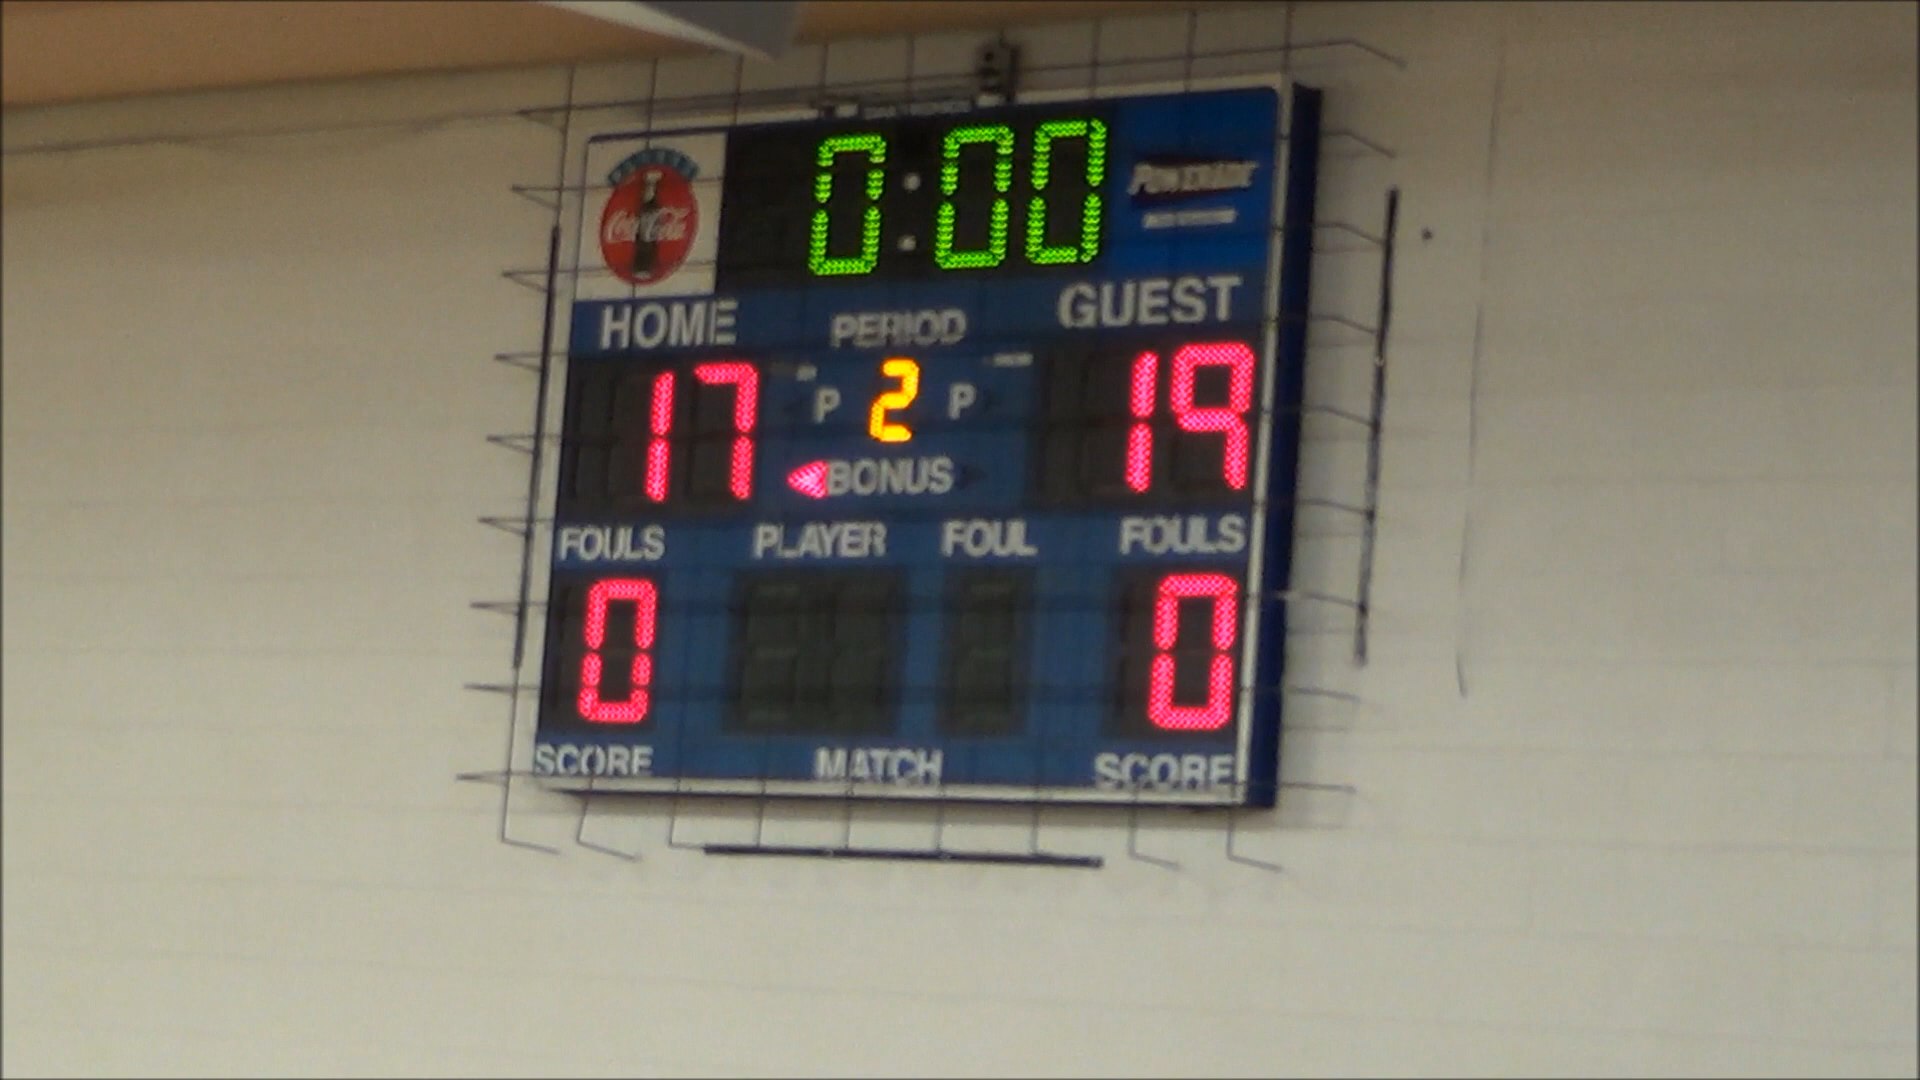 0:00
Coca-Cola
POWERADE
HOME PERIOD GUEST
17 P 2 P 19
BONUS
FOULS PLAYER FOUL FOULS
0 0
SCORE MATCH SCORE